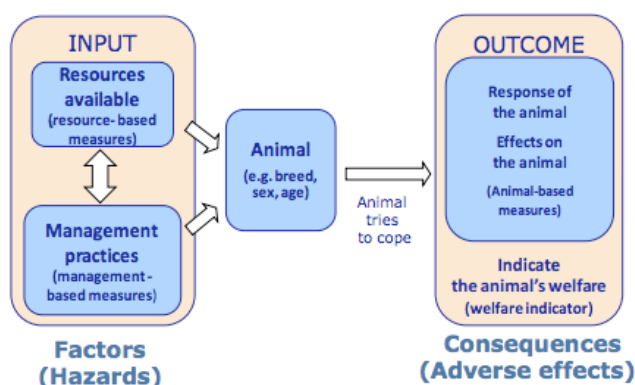 INPUT
Resources
available
(resource- based
measures)
Management
practices
(management -
based measures)
Factors
(Hazards)
Animal
(e.g. breed,
sex, age)
Animal
tries
to cope
OUTCOME
Response of
the animal
Effects on
the animal
(Animal-based
measures)
Indicate
the animal's welfare
(welfare indicator)
Consequences
(Adverse effects)